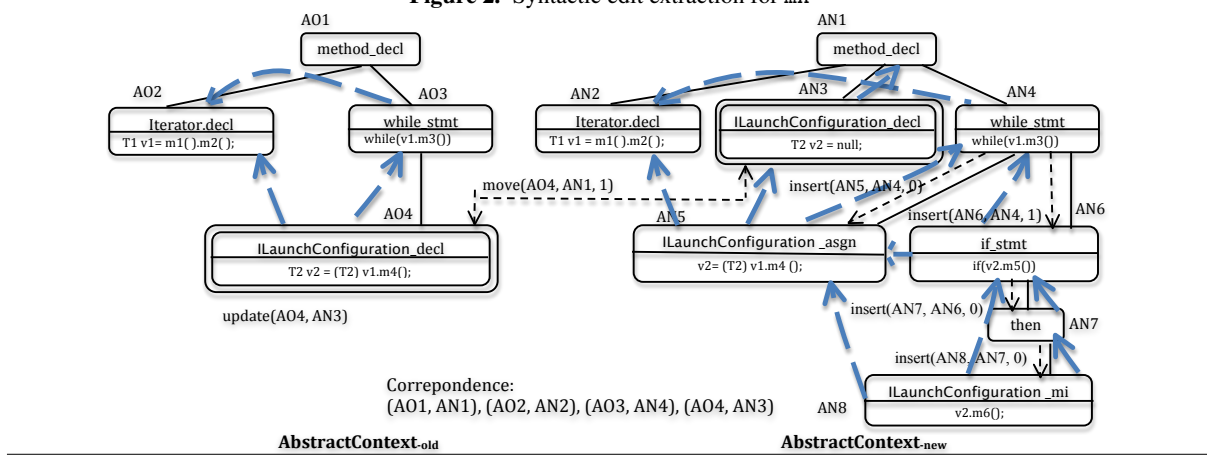 Figure 2. Syntactic edit extraction for
AO1
method_decl
AO2
Iterator.decl
T1 v1= m1( ).m2( );
AO3
while_stmt
while(v1.m3())
AO4
ILaunchConfiguration_decl
T2 v2 = (T2) v1.m4();
update(AO4, AN3)
move(AO4, AN1, 1)
AN1
method_decl
AN2
Iterator.decl
T1 v1= m1( ).m2( );
AN3
ILaunchConfiguration_decl
T2 v2 = null;
AN4
while_stmt
while(v1.m3())
insert(AN5, AN4, 0)
AN5
ILaunchConfiguration _asgn
v2= (T2) v1.m4 ();
insert(AN6, AN4, 1)
AN6
if_stmt
if(v2.m5())
insert(AN7, AN6, 0)
then
AN7
insert(AN8, AN7, 0)
AN8
ILaunchConfiguration _mi
v2.m6();
Correpondence:
(AO1, AN1), (AO2, AN2), (AO3, AN4), (AO4, AN3)
AbstractContext-old
AbstractContext-new